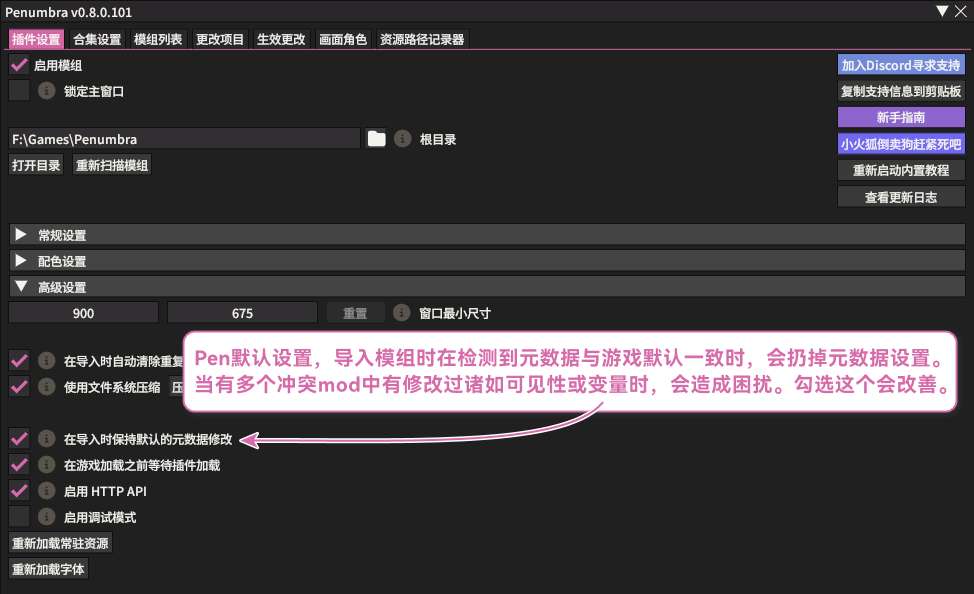 Penumbra v0.8.0.101
插件设置 合集设置 模组列表 更改项目 生效更改 画面角色 资源路径记录器
启用模组
加入Discord寻求支持
锁定主窗口
复制支持信息到剪贴板
新手指南
F:\Games\Penumbra 根目录
小火狐倒卖狗赶紧死吧
打开目录 重新扫描模组
重新启动内置教程
查看更新日志
常规设置
配色设置
高级设置
900 675 重置 窗口最小尺寸
在导入时自动清除重复
Pen默认设置，导入模组时在检测到元数据与游戏默认一致时，会扔掉元数据设置。
当有多个冲突mod中有修改过诸如可见性或变量时，会造成困扰。勾选这个会改善。
使用文件系统压缩
在导入时保持默认的元数据修改
在游戏加载之前等待插件加载
启用 HTTP API
启用调试模式
重新加载常驻资源
重新加载字体